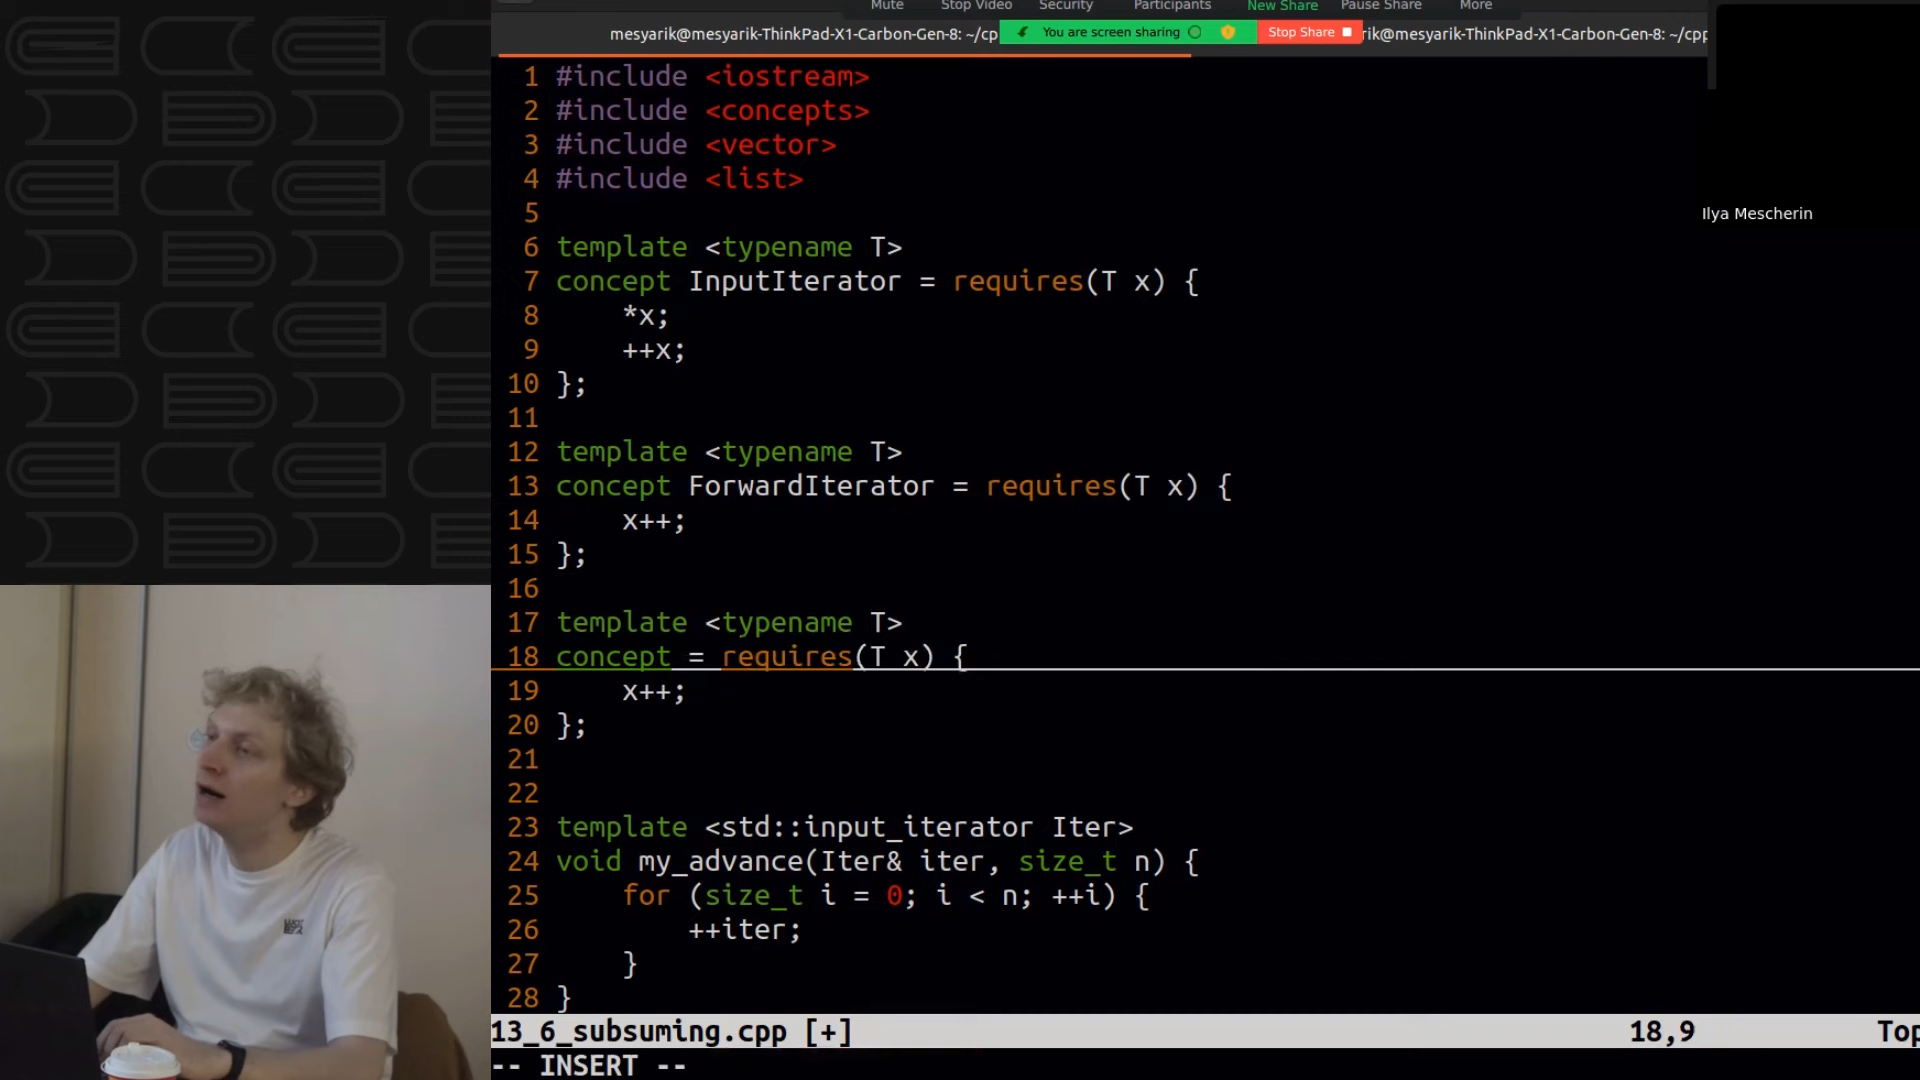 Mute Stop Video Security Participants New Share Pause Share More
mesyarik@mesyarik-ThinkPad-X1-Carbon-Gen-8: ~/cp You are screen sharing Stop Share rik@mesyarik-ThinkPad-X1-Carbon-Gen-8: ~/cpp
Ilya Mescherin
1 #include <iostream>
2 #include <concepts>
3 #include <vector>
4 #include <list>
5
6 template <typename T>
7 concept InputIterator = requires(T x) {
8     *x;
9     ++x;
10 };
11
12 template <typename T>
13 concept ForwardIterator = requires(T x) {
14     x++;
15 };
16
17 template <typename T>
18 concept = requires(T x) {
19     x++;
20 };
21
22
23 template <std::input_iterator Iter>
24 void my_advance(Iter& iter, size_t n) {
25     for (size_t i = 0; i < n; ++i) {
26         ++iter;
27     }
28 }
13_6_subsuming.cpp [+] 18,9 Top
-- INSERT --